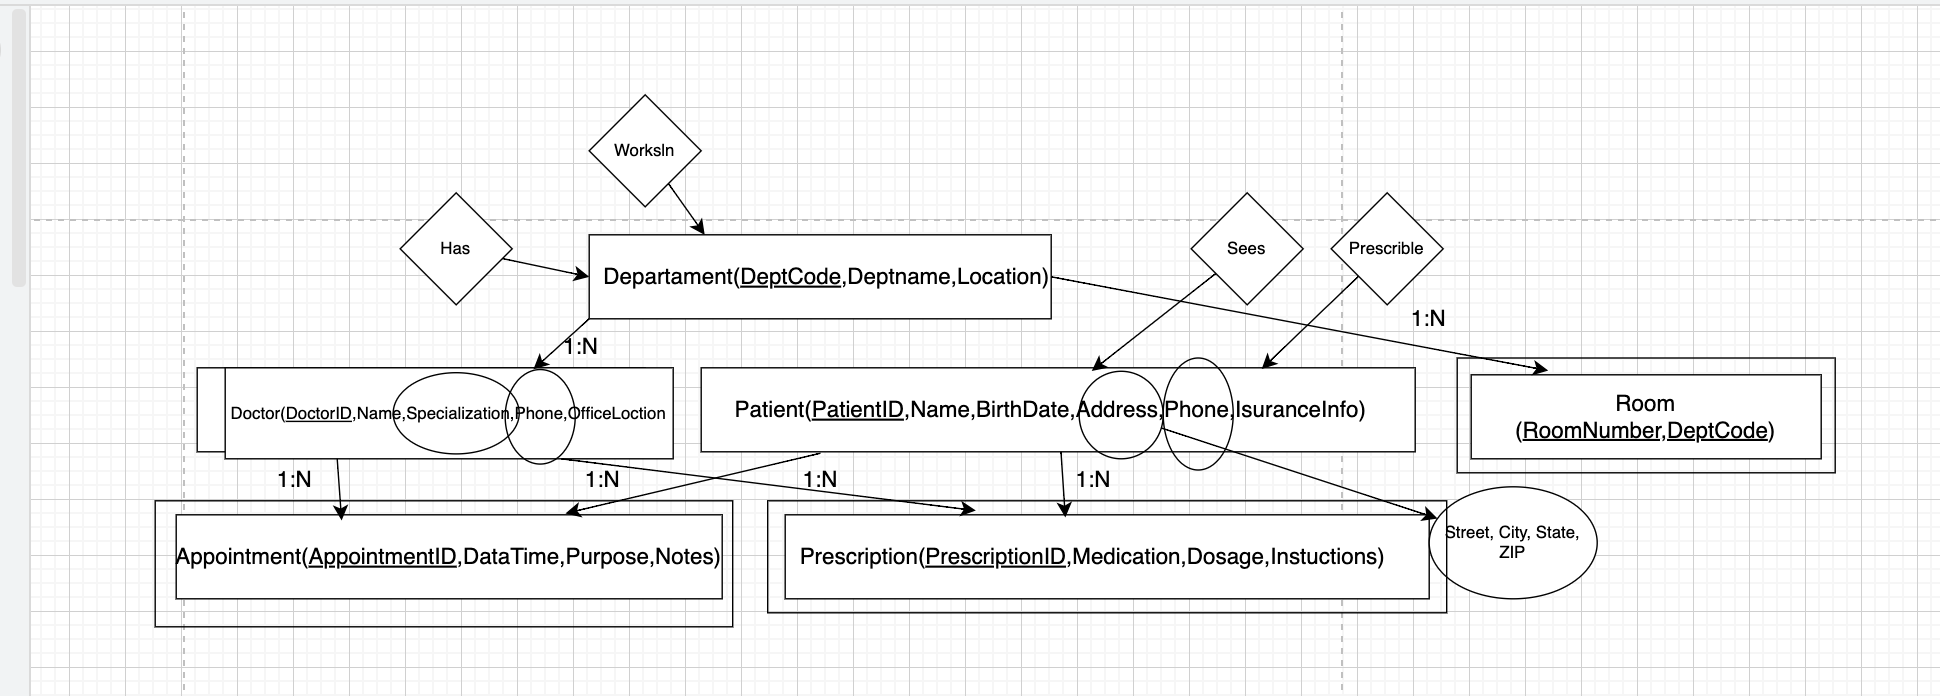 WorksIn
Has
Sees
Prescrible
Departament(DeptCode,Deptname,Location)
1:N
1:N
Doctor(DoctorID,Name,Specialization,Phone,OfficeLoction
Patient(PatientID,Name,BirthDate,Address,Phone,IsuranceInfo)
Room
(RoomNumber,DeptCode)
1:N
1:N
1:N
1:N
Appointment(AppointmentID,DataTime,Purpose,Notes)
Prescription(PrescriptionID,Medication,Dosage,Instuctions)
Street, City, State,
ZIP